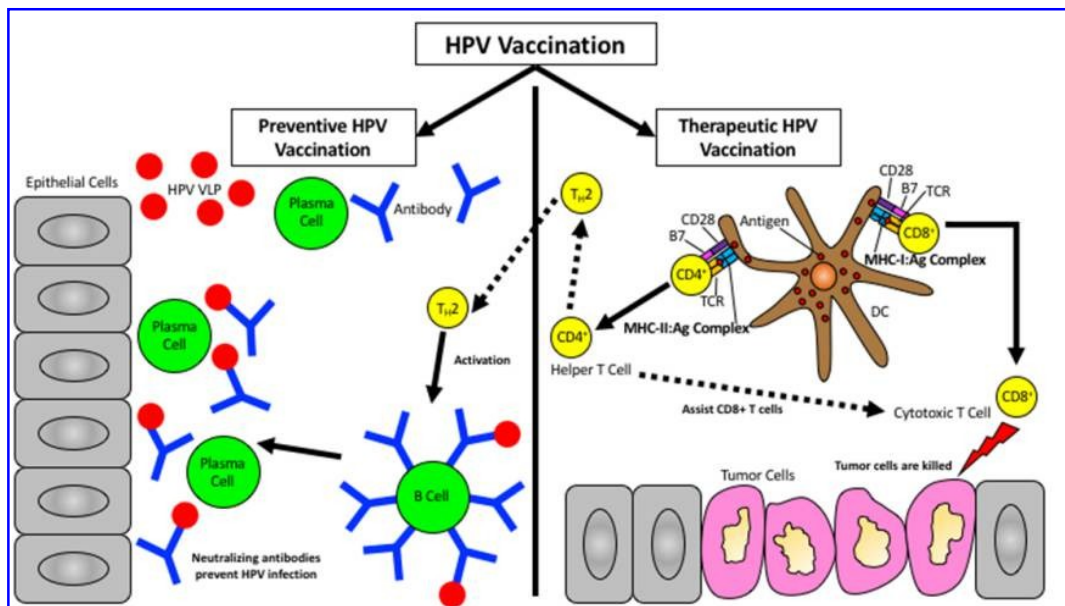 HPV Vaccination
Preventive HPV
Vaccination
Epithelial Cells
HPV VLP
Plasma
Cell
Antibody
T_H2
Activation
Plasma
Cell
Plasma
Cell
B Cell
Neutralizing antibodies
prevent HPV infection
Therapeutic HPV
Vaccination
T_H2
CD28
B7
TCR
CD8⁺
MHC-I:Ag Complex
Antigen
CD28
B7
CD4⁺
TCR
MHC-II:Ag Complex
DC
CD4⁺
Helper T Cell
Assist CD8+ T cells
CD8⁺
Cytotoxic T Cell
Tumor cells are killed
Tumor Cells